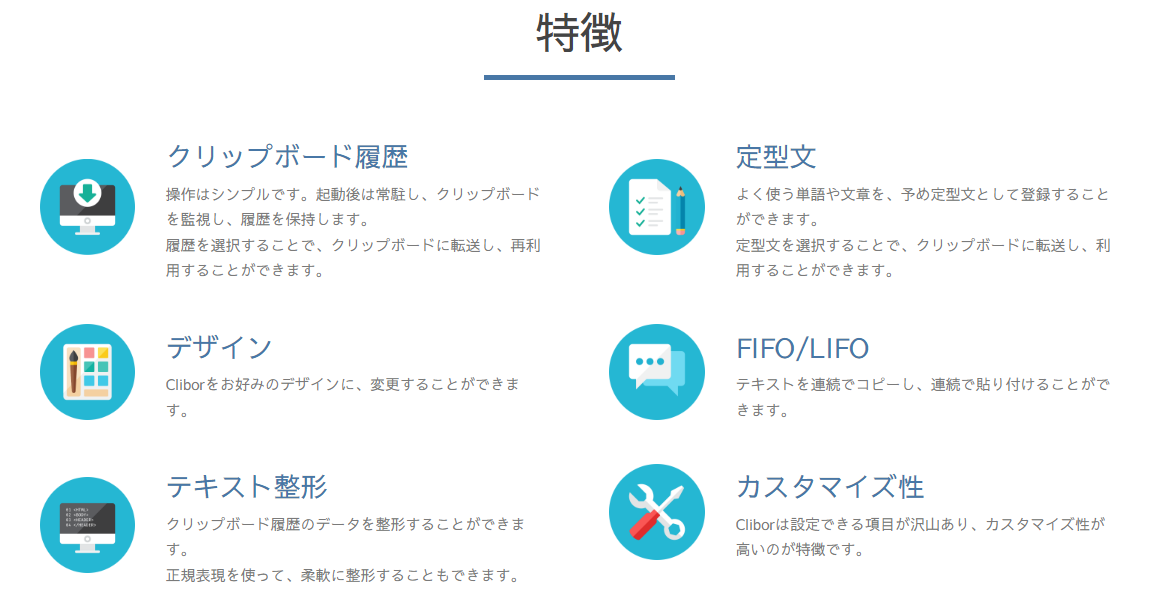 特徴
クリップボード履歴
操作はシンプルです。起動後は常駐し、クリップボード
を監視し、履歴を保持します。
履歴を選択することで、クリップボードに転送し、再利
用することができます。
定型文
よく使う単語や文章を、予め定型文として登録すること
ができます。
定型文を選択することで、クリップボードに転送し、利
用することができます。
デザイン
Cliborをお好みのデザインに、変更することができま
す。
FIFO/LIFO
テキストを連続でコピーし、連続で貼り付けることがで
きます。
テキスト整形
クリップボード履歴のデータを整形することができま
す。
正規表現を使って、柔軟に整形することもできます。
カスタマイズ性
Cliborは設定できる項目が沢山あり、カスタマイズ性が
高いのが特徴です。